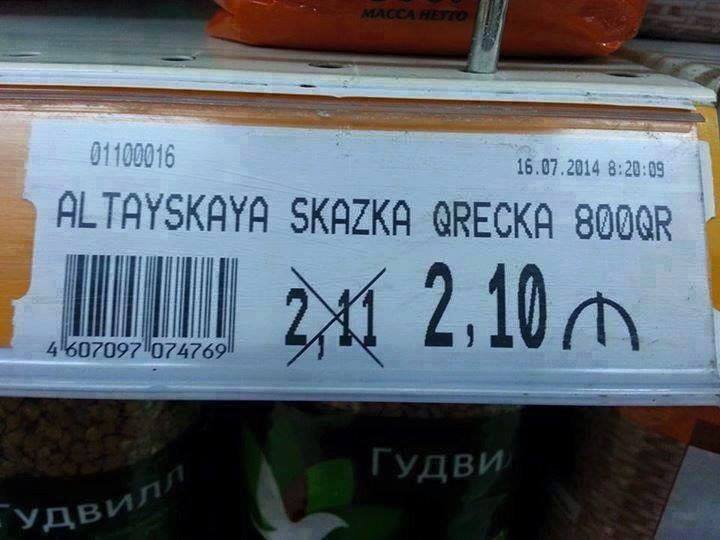 МАССА НЕТТО
01100016
16.07.2014 8:20:09
ALTAYSKAYA SKAZKA QRECKA 800QR
2,11 2,10 ₼
4 607097 074769
ГУДВИЛЛ
ГУДВИЛ